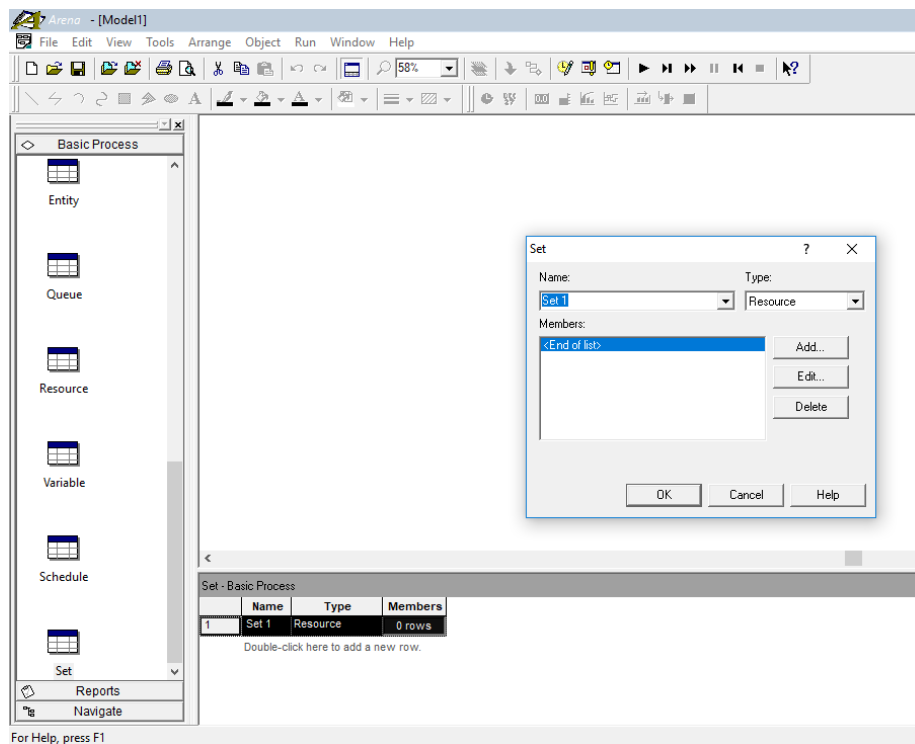 Arena - [Model1]
File Edit View Tools Arrange Object Run Window Help
58%
Basic Process
Entity
Queue
Resource
Variable
Schedule
Set
Reports
Navigate
Set ? X
Name: Type:
Set 1 Resource
Members:
<End of list>
Add...
Edit...
Delete
OK Cancel Help
Set - Basic Process
Name Type Members
1 Set 1 Resource 0 rows
Double-click here to add a new row.
For Help, press F1